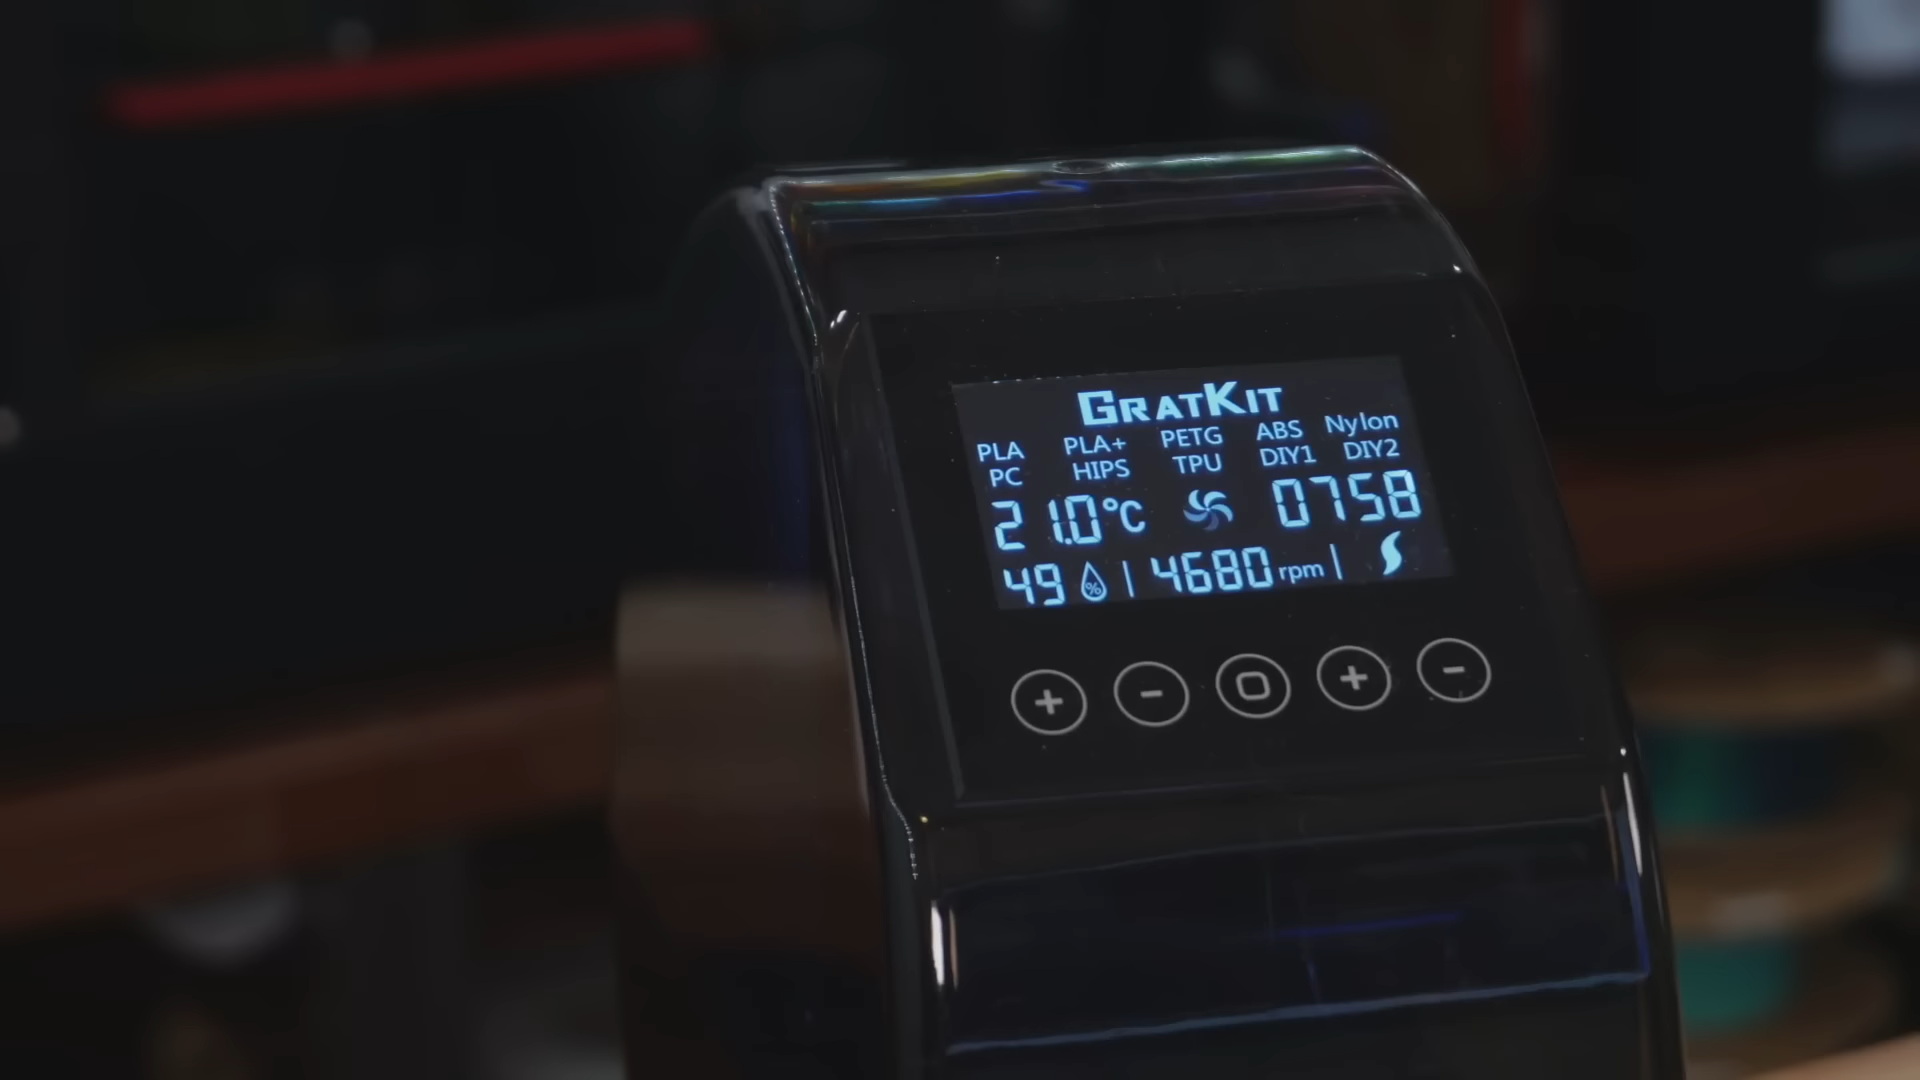 GRATKIT
PLA PLA+ PETG ABS Nylon
PC HIPS TPU DIY1 DIY2
21.0°C 0758
49 % | 4680 rpm |
+ - + -